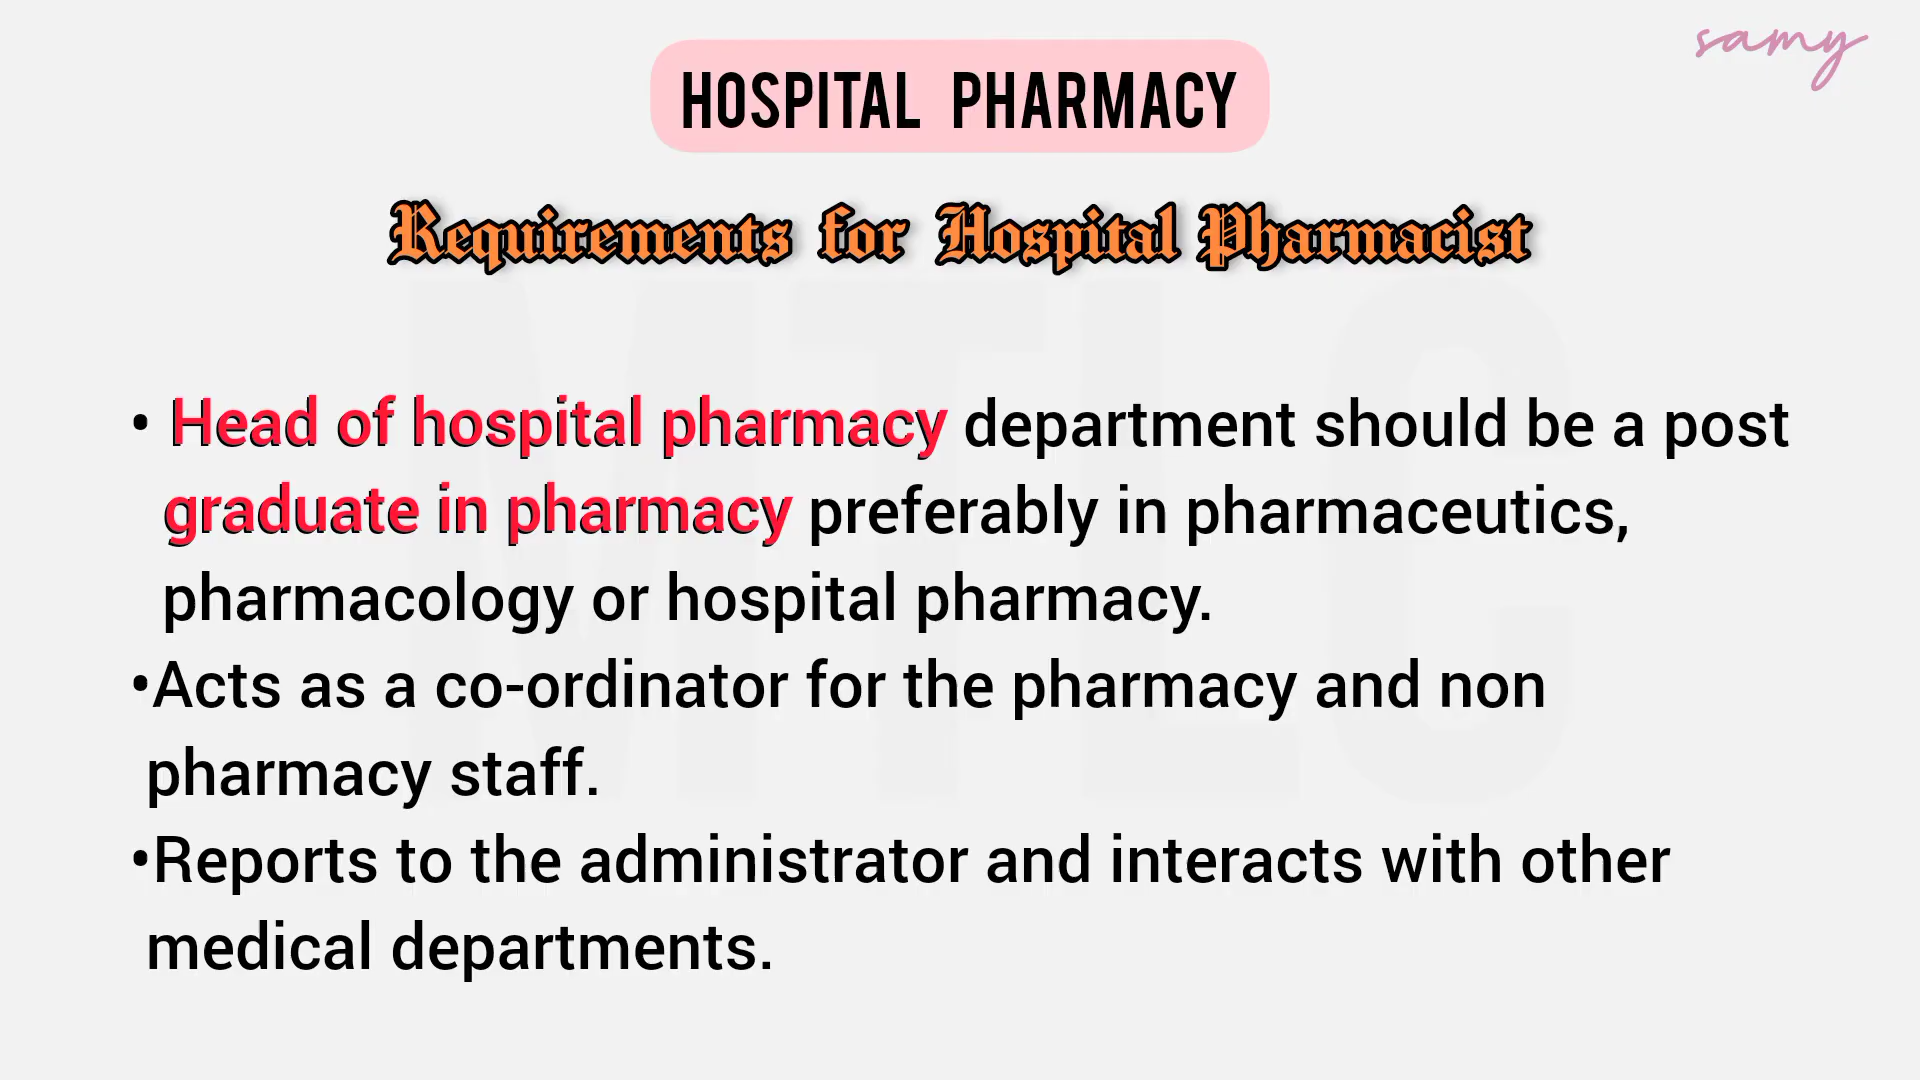 samy
HOSPITAL PHARMACY
Requirements for Hospital Pharmacist
MTLC
• Head of hospital pharmacy department should be a post
graduate in pharmacy preferably in pharmaceutics,
pharmacology or hospital pharmacy.
•Acts as a co-ordinator for the pharmacy and non
pharmacy staff.
•Reports to the administrator and interacts with other
medical departments.